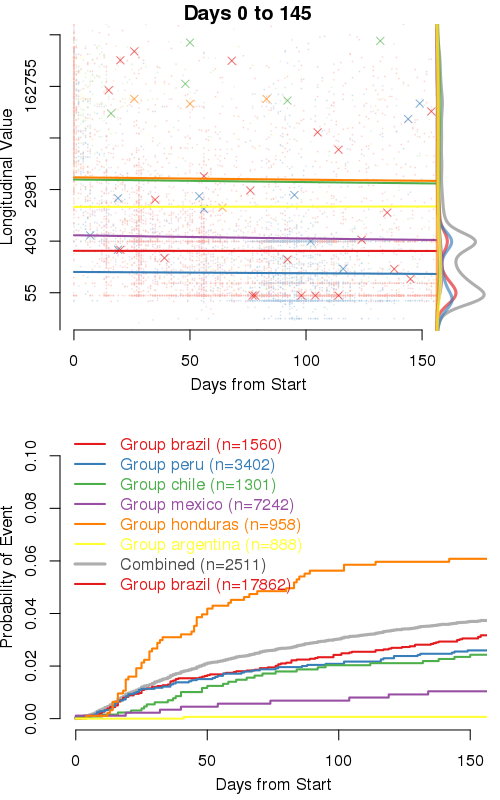 Days 0 to 145
Longitudinal Value
162755
2981
403
55
0 50 100 150
Days from Start
Probability of Event
0.10
0.08
0.06
0.04
0.02
0.00
Group brazil (n=1560)
Group peru (n=3402)
Group chile (n=1301)
Group mexico (n=7242)
Group honduras (n=958)
Group argentina (n=888)
Combined (n=2511)
Group brazil (n=17862)
0 50 100 150
Days from Start